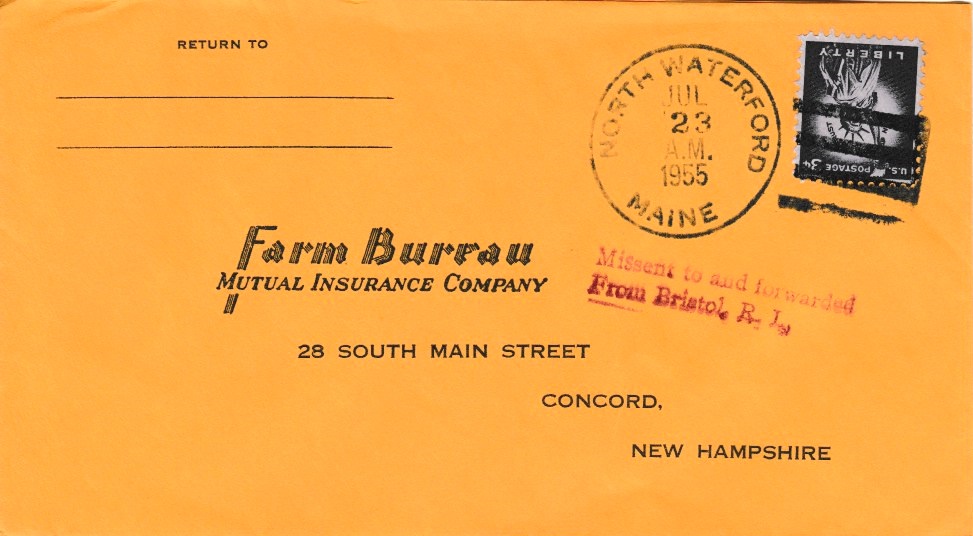 RETURN TO
NORTH WATERFORD
JUL
23
A.M.
1955
MAINE
LIBERTY
U.S. POSTAGE 3¢
Farm Bureau
MUTUAL INSURANCE COMPANY
Missent to and forwarded
From Bristol, R. I.
28 SOUTH MAIN STREET
CONCORD,
NEW HAMPSHIRE